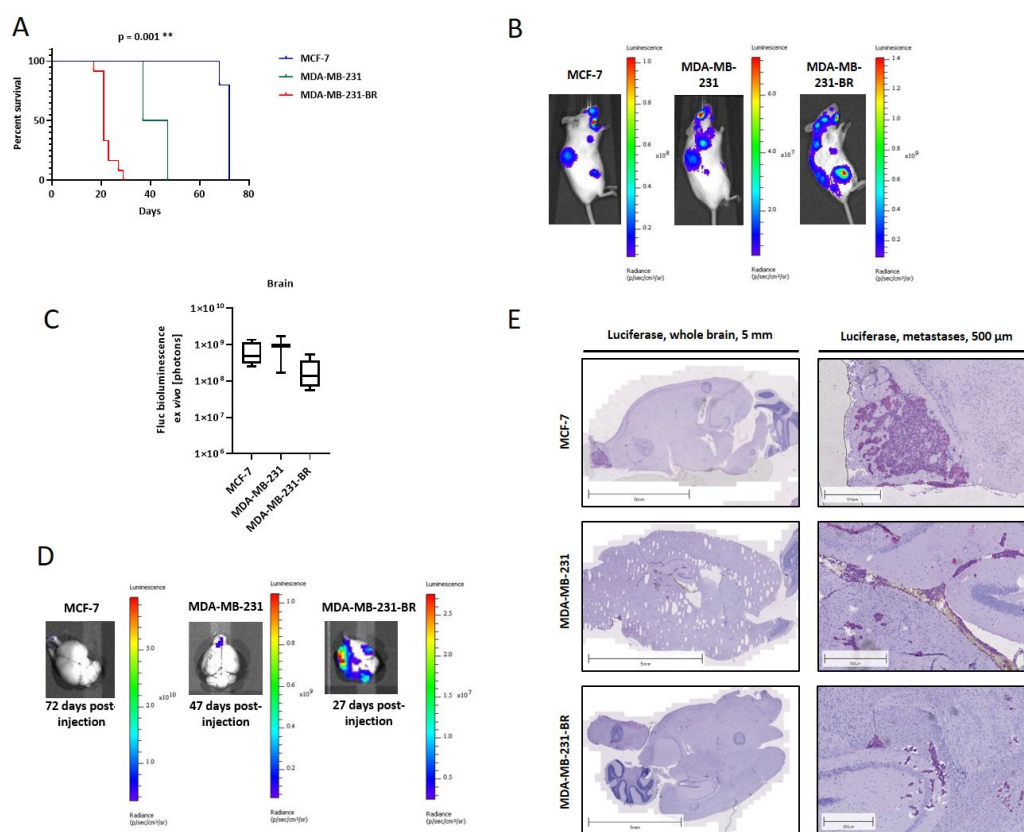 A
p = 0.001 **
100
50
0
0
20
40
60
80
Percent survival
Days
MCF-7
MDA-MB-231
MDA-MB-231-BR
B
MCF-7
Luminescence
1.0
0.8
0.6
0.4
0.2
x10⁸
Radiance
(p/sec/cm²/sr)
MDA-MB-
231
Luminescence
6.0
4.0
2.0
x10⁷
Radiance
(p/sec/cm²/sr)
MDA-MB-
231-BR
Luminescence
1.4
1.2
1.0
0.8
0.6
0.4
0.2
x10⁹
Radiance
(p/sec/cm²/sr)
C
Brain
Fluc bioluminescence
ex vivo [photons]
1×10¹⁰
1×10⁹
1×10⁸
1×10⁷
1×10⁶
MCF-7
MDA-MB-231
MDA-MB-231-BR
D
MCF-7
72 days post-
injection
Luminescence
3.0
2.0
1.0
x10¹⁰
Radiance
(p/sec/cm²/sr)
MDA-MB-231
47 days post-
injection
Luminescence
1.0
0.8
0.6
0.4
0.2
x10⁹
Radiance
(p/sec/cm²/sr)
MDA-MB-231-BR
27 days post-
injection
Luminescence
2.5
2.0
1.5
1.0
0.5
x10⁷
Radiance
(p/sec/cm²/sr)
E
Luciferase, whole brain, 5 mm
Luciferase, metastases, 500 µm
MCF-7
5mm
MDA-MB-231
5mm
MDA-MB-231-BR
5mm